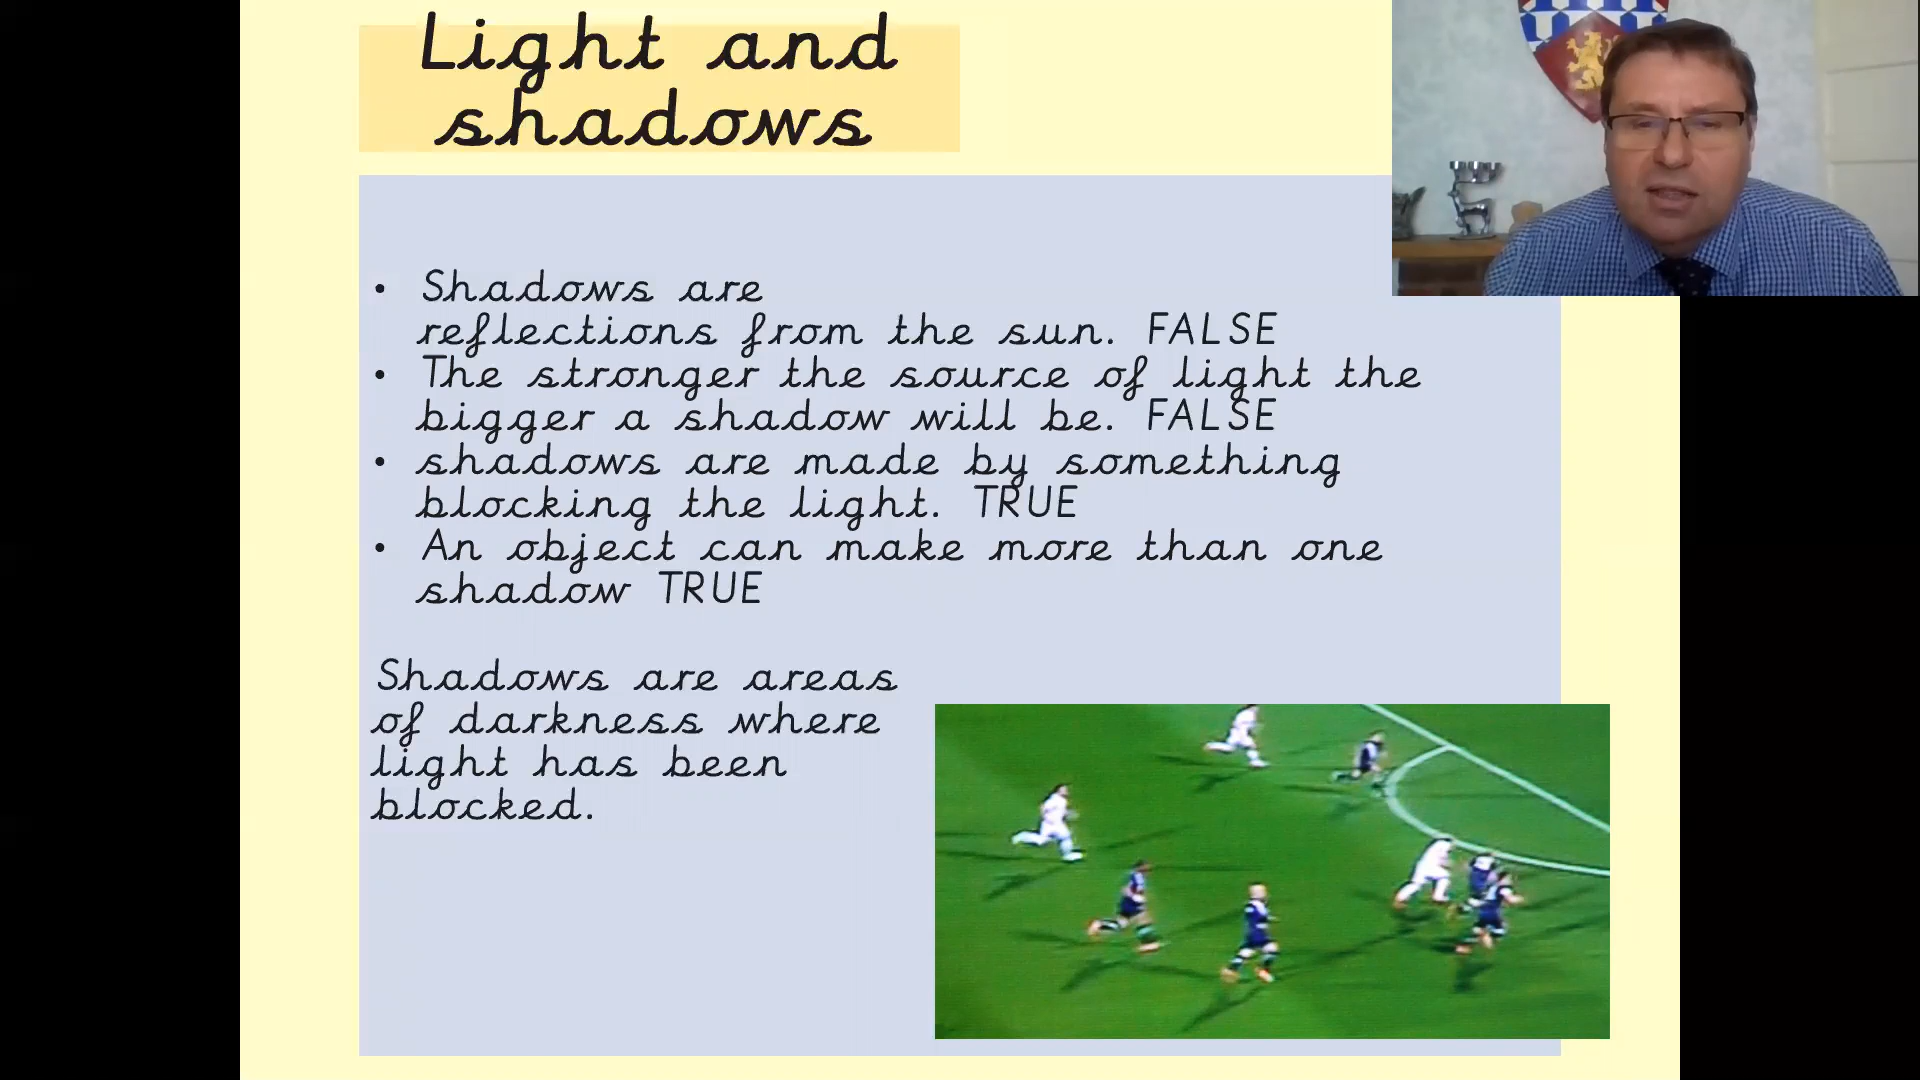 Light and
shadows
• Shadows are
reflections from the sun. FALSE
• The stronger the source of light the
bigger a shadow will be. FALSE
• shadows are made by something
blocking the light. TRUE
• An object can make more than one
shadow TRUE
Shadows are areas
of darkness where
light has been
blocked.